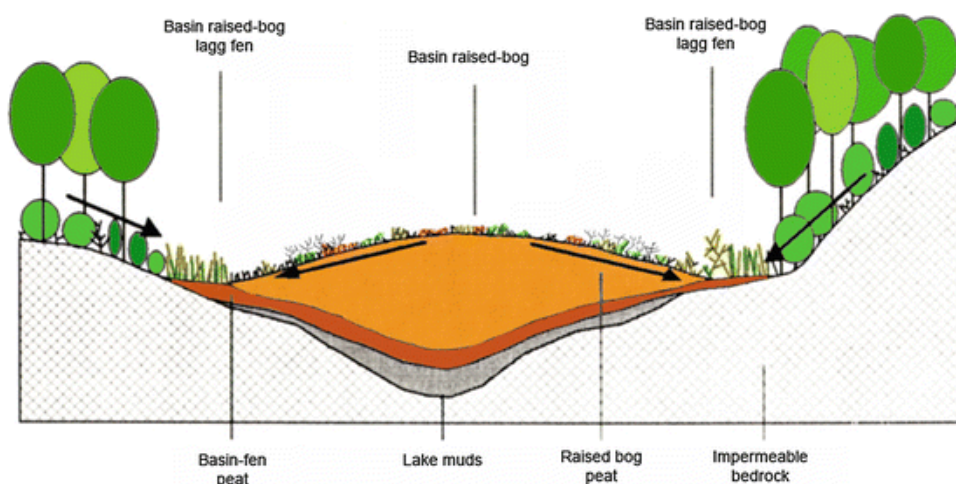 Basin raised-bog
lagg fen
Basin raised-bog
Basin raised-bog
lagg fen
Basin-fen
peat
Lake muds
Raised bog
peat
Impermeable
bedrock